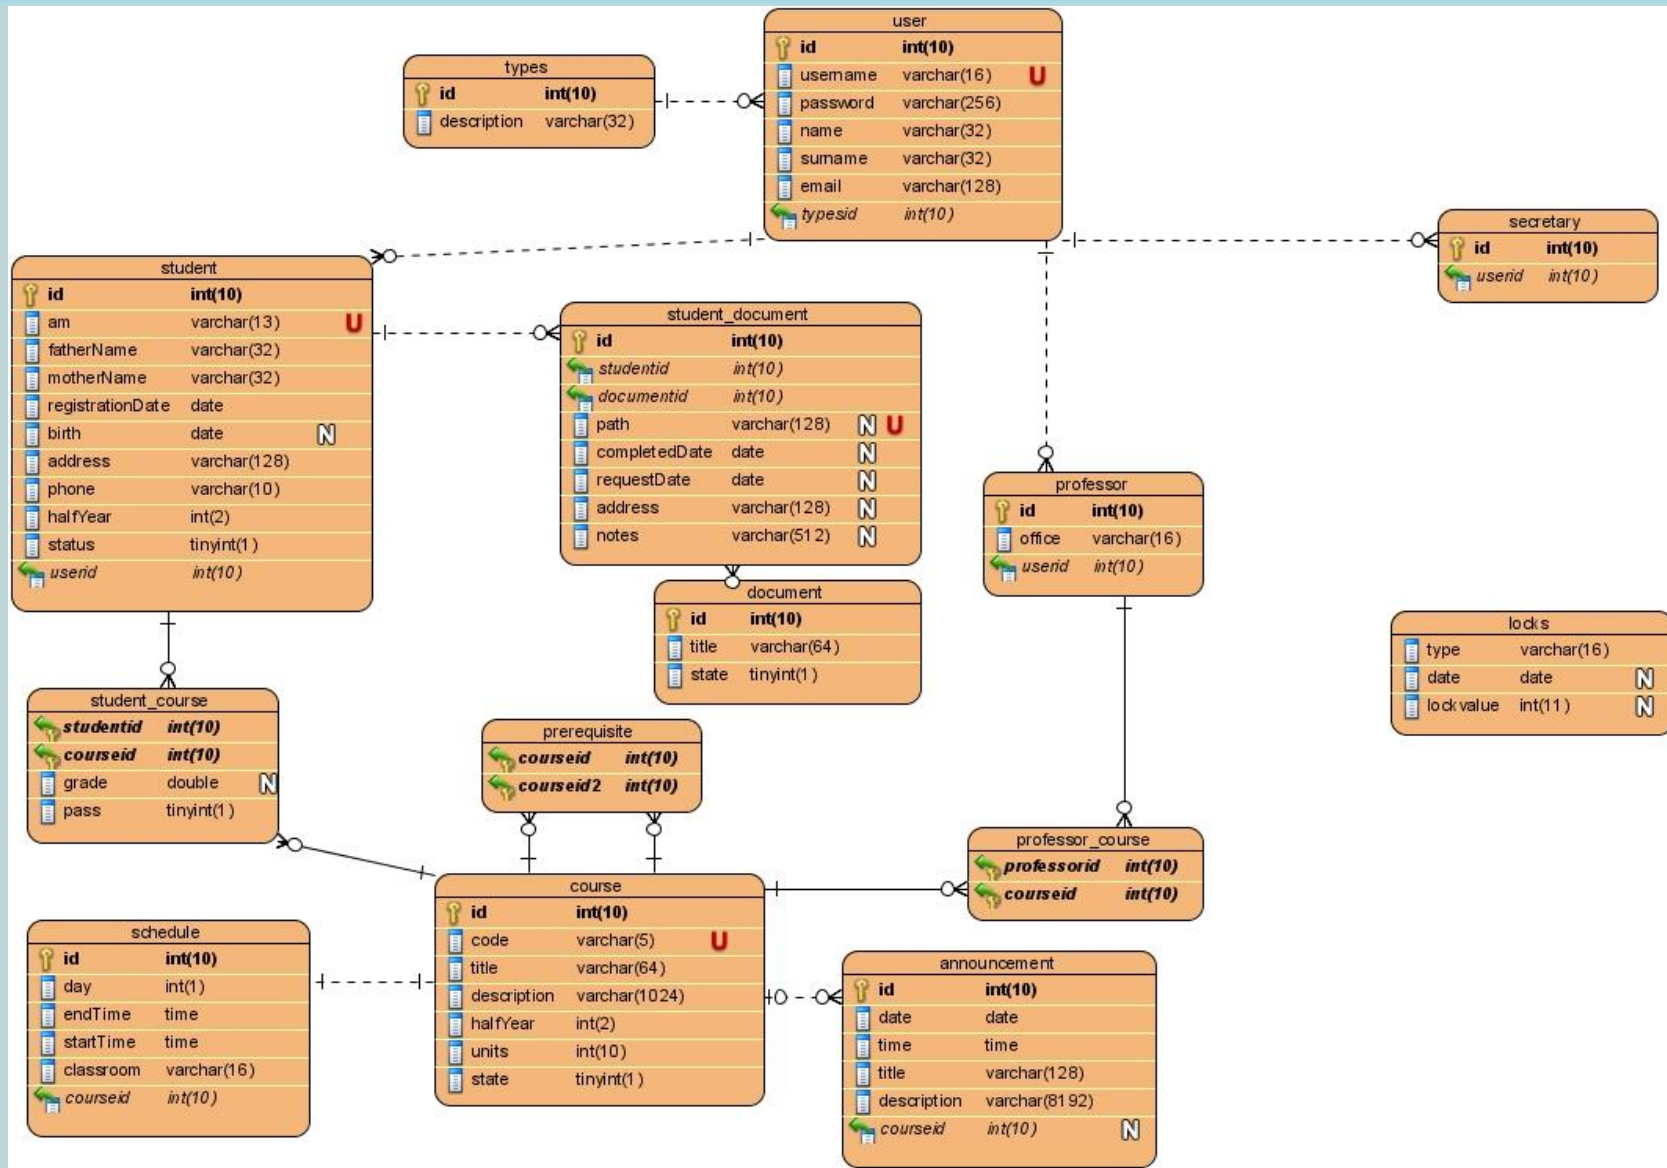 user
id int(10)
username varchar(16) U
password varchar(256)
name varchar(32)
surname varchar(32)
email varchar(128)
typesid int(10)
types
id int(10)
description varchar(32)
secretary
id int(10)
userid int(10)
student
id int(10)
am varchar(13) U
fatherName varchar(32)
motherName varchar(32)
registrationDate date
birth date N
address varchar(128)
phone varchar(10)
halfYear int(2)
status tinyint(1)
userid int(10)
student_document
id int(10)
studentid int(10)
documentid int(10)
path varchar(128) N U
completedDate date N
requestDate date N
address varchar(128) N
notes varchar(512) N
professor
id int(10)
office varchar(16)
userid int(10)
document
id int(10)
title varchar(64)
state tinyint(1)
locks
type varchar(16)
date date N
lockvalue int(11) N
student_course
studentid int(10)
courseid int(10)
grade double N
pass tinyint(1)
prerequisite
courseid int(10)
courseid2 int(10)
professor_course
professorid int(10)
courseid int(10)
course
id int(10)
code varchar(5) U
title varchar(64)
description varchar(1024)
halfYear int(2)
units int(10)
state tinyint(1)
schedule
id int(10)
day int(1)
endTime time
startTime time
classroom varchar(16)
courseid int(10)
announcement
id int(10)
date date
time time
title varchar(128)
description varchar(8192)
courseid int(10) N